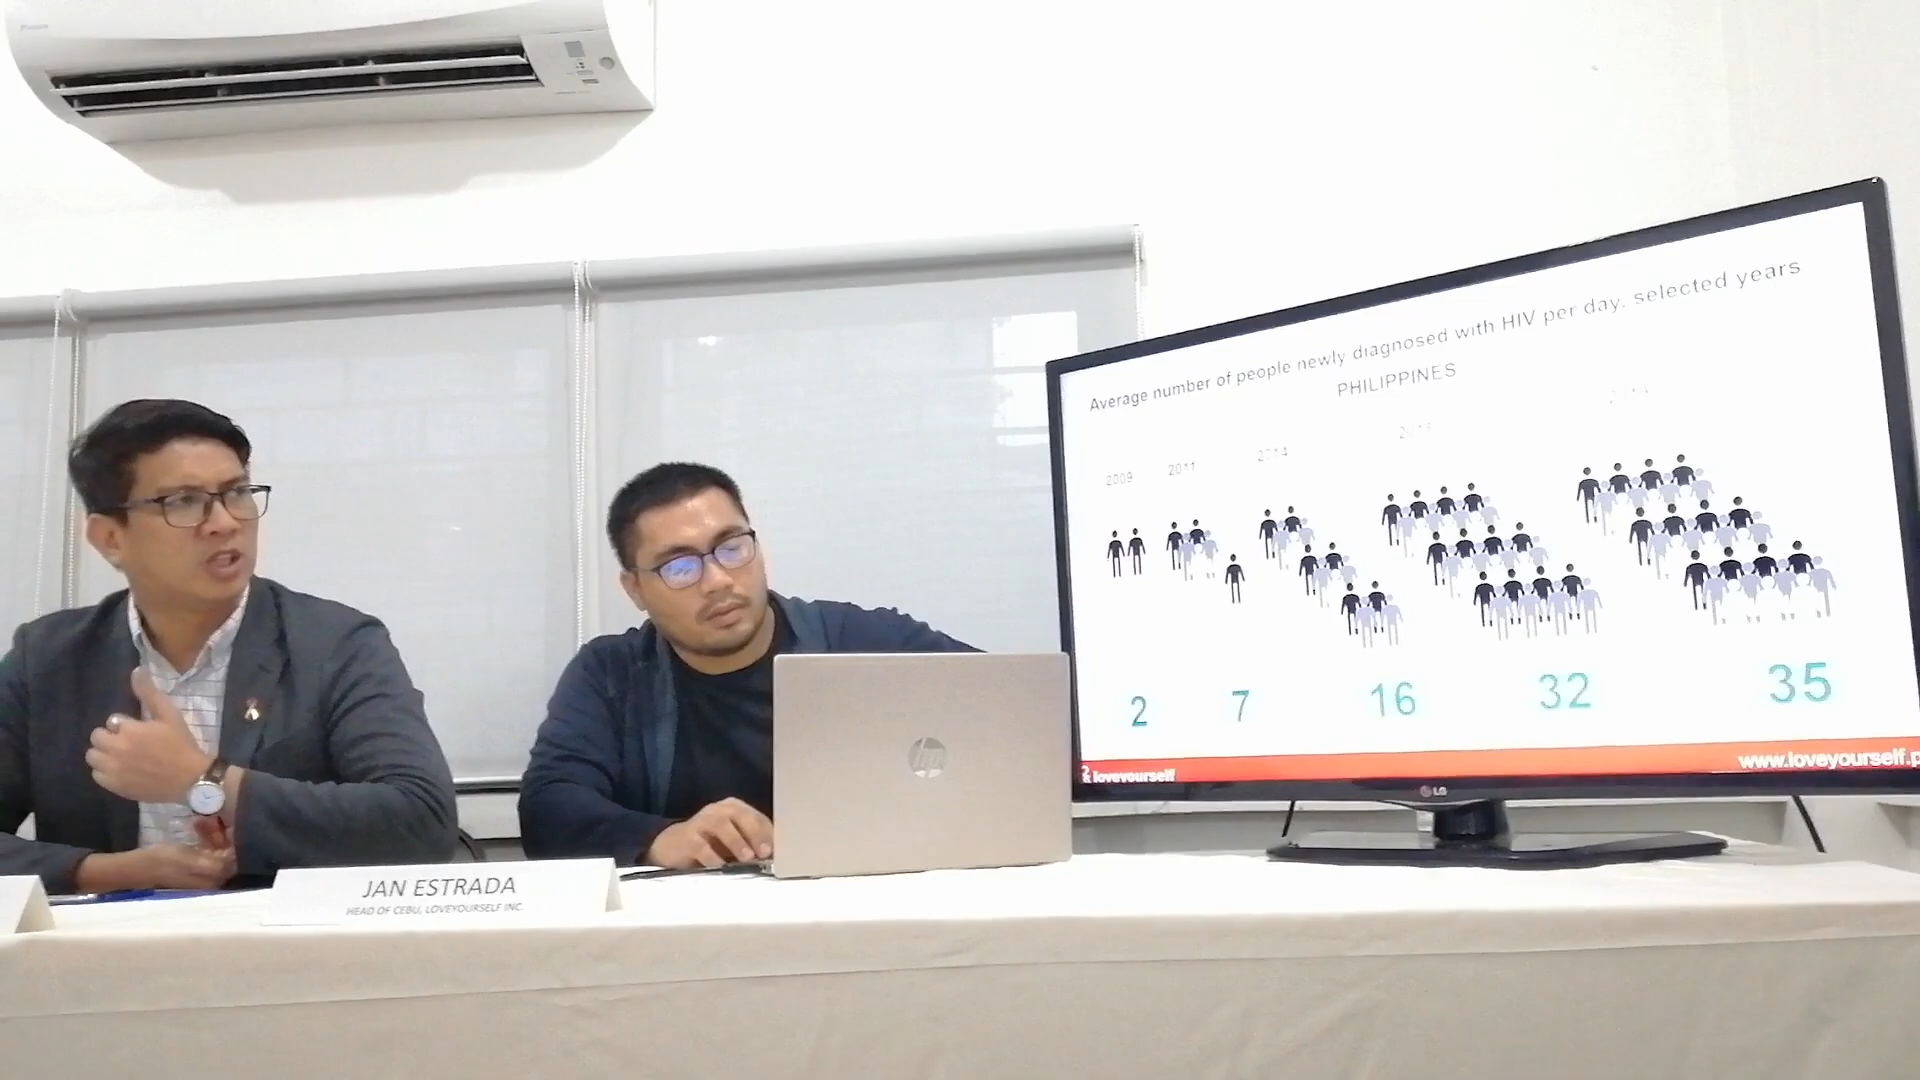 Average number of people newly diagnosed with HIV per day, selected years
PHILIPPINES
2009
2011
2014
2 7 16 32 35
loveyourself
www.loveyourself.p
LG
hp
JAN ESTRADA
HEAD OF CEBU, LOVEYOURSELF INC.